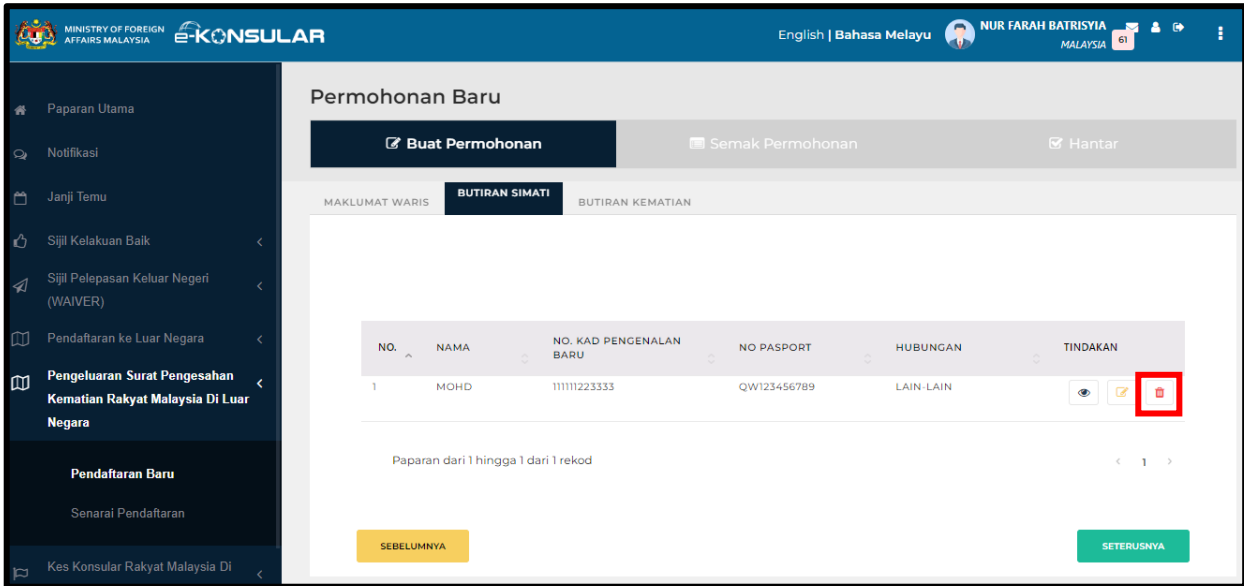 MINISTRY OF FOREIGN
AFFAIRS MALAYSIA
e-KONSULAR
English | Bahasa Melayu
NUR FARAH BATRISYIA
MALAYSIA
61
Paparan Utama
Notifikasi
Janji Temu
Sijil Kelakuan Baik
Sijil Pelepasan Keluar Negeri
(WAIVER)
Pendaftaran ke Luar Negara
Pengeluaran Surat Pengesahan
Kematian Rakyat Malaysia Di Luar
Negara
Pendaftaran Baru
Senarai Pendaftaran
Kes Konsular Rakyat Malaysia Di
Permohonan Baru
Buat Permohonan
Semak Permohonan
Hantar
MAKLUMAT WARIS
BUTIRAN SIMATI
BUTIRAN KEMATIAN
NO. NAMA NO. KAD PENGENALAN BARU NO PASPORT HUBUNGAN TINDAKAN
1 MOHD 111111223333 QW123456789 LAIN-LAIN
Paparan dari 1 hingga 1 dari 1 rekod
< 1 >
SEBELUMNYA
SETERUSNYA